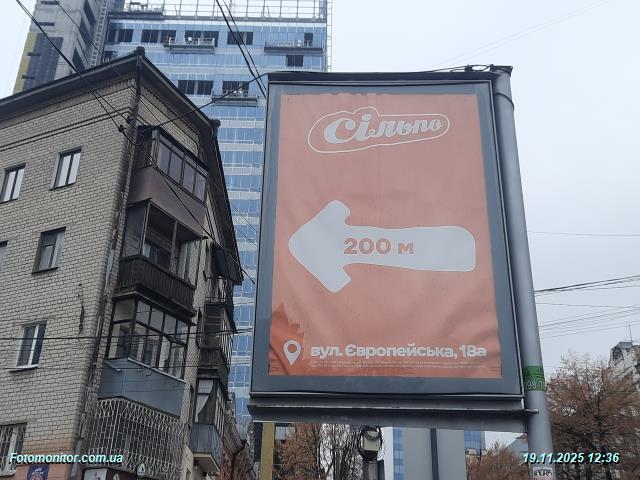 Сільпо
200 м
вул. Європейська, 18а
Fotomonitor.com.ua
19.11.2025 12:36